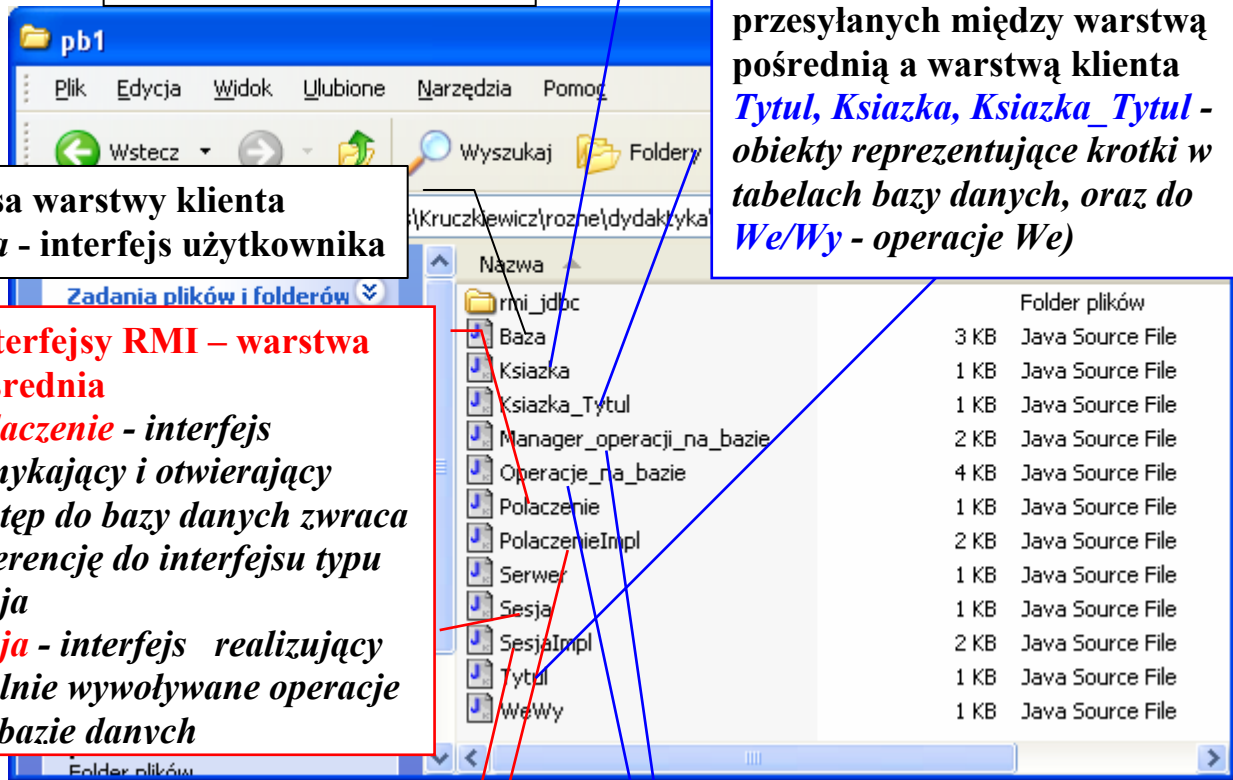 pb1
Plik Edycja Widok Ulubione Narzędzia Pomoc
Wstecz Wyszukaj Foldery
przesyłanych między warstwą
pośrednią a warstwą klienta
Tytul, Ksiazka, Ksiazka_Tytul -
obiekty reprezentujące krotki w
tabelach bazy danych, oraz do
We/Wy - operacje We)
sa warstwy klienta
a - interfejs użytkownika
\Kruczkiewicz\rozne\dydaktyka\
Zadania plików i folderów
terfejsy RMI – warstwa
średnia
łaczenie - interfejs
mykający i otwierający
stęp do bazy danych zwraca
erencję do interfejsu typu
ja
ja - interfejs realizujący
lnie wywoływane operacje
bazie danych
Folder plików
Nazwa
rmi_jdbc Folder plików
Baza 3 KB Java Source File
Ksiazka 1 KB Java Source File
Ksiazka_Tytul 1 KB Java Source File
Manager_operacji_na_bazie 2 KB Java Source File
Operacje_na_bazie 4 KB Java Source File
Polaczenie 1 KB Java Source File
PolaczenieImpl 2 KB Java Source File
Serwer 1 KB Java Source File
Sesja 1 KB Java Source File
SesjaImpl 2 KB Java Source File
Tytul 1 KB Java Source File
WeWy 1 KB Java Source File